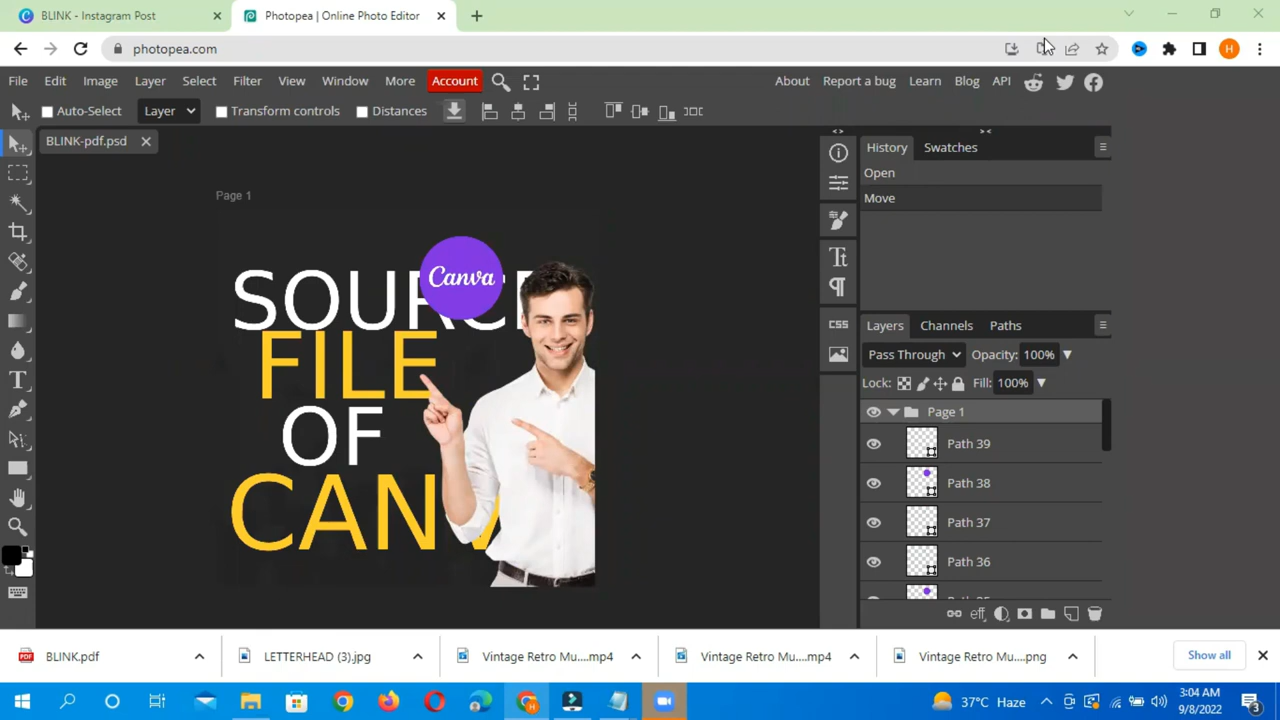 BLINK - Instagram Post
Photopea | Online Photo Editor
photopea.com
H
File Edit Image Layer Select Filter View Window More Account
About Report a bug Learn Blog API
Auto-Select Layer Transform controls Distances
BLINK-pdf.psd
History Swatches
Open
Move
Page 1
Canva
FILE
OF
CSS
Layers Channels Paths
Pass Through Opacity: 100%
Lock: Fill: 100%
Page 1
Path 39
Path 38
Path 37
Path 36
eff
BLINK.pdf
LETTERHEAD (3).jpg
Vintage Retro Mu....mp4
Vintage Retro Mu....mp4
Vintage Retro Mu....png
Show all
37°C Haze
3:04 AM
9/8/2022
3